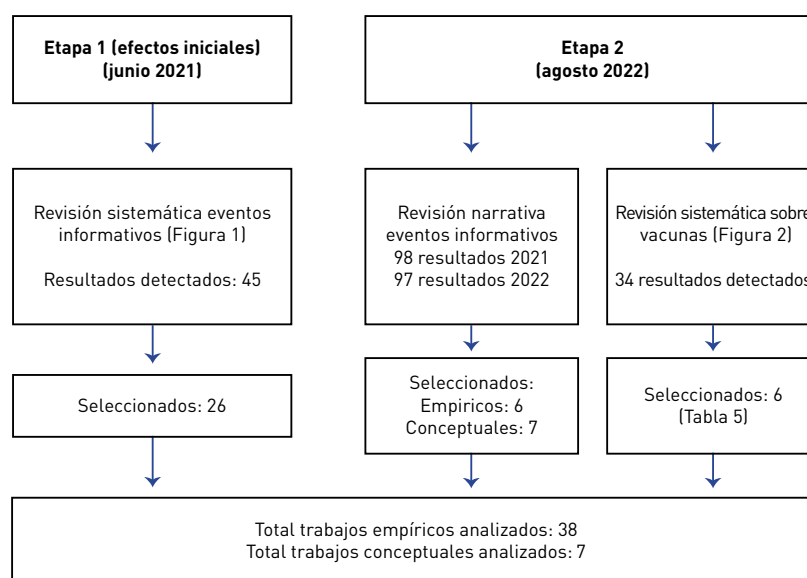 Etapa 1 (efectos iniciales)
(junio 2021)
Etapa 2
(agosto 2022)
Revisión sistemática eventos
informativos (Figura 1)
Resultados detectados: 45
Revisión narrativa
eventos informativos
98 resultados 2021
97 resultados 2022
Revisión sistemática sobre
vacunas (Figura 2)
34 resultados detectados
Seleccionados: 26
Seleccionados:
Empiricos: 6
Conceptuales: 7
Seleccionados: 6
(Tabla 5)
Total trabajos empíricos analizados: 38
Total trabajos conceptuales analizados: 7